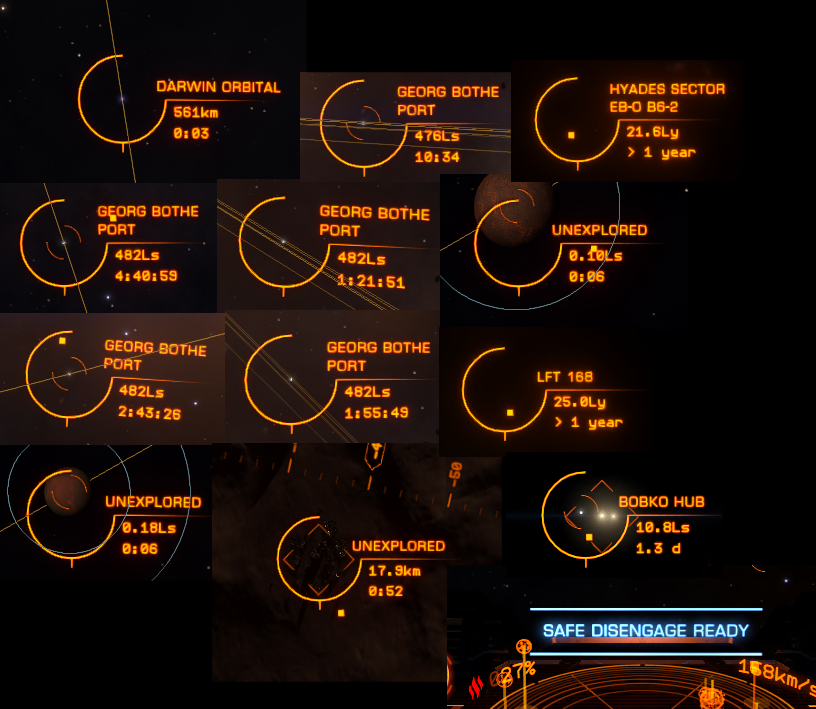 DARWIN ORBITAL
561km
0:03
GEORG BOTHE
PORT
476Ls
10:34
HYADES SECTOR
EB-O B6-2
21.6Ly
> 1 year
GEORG BOTHE
PORT
482Ls
4:40:59
GEORG BOTHE
PORT
482Ls
1:21:51
UNEXPLORED
0.10Ls
0:06
GEORG BOTHE
PORT
482Ls
2:43:26
GEORG BOTHE
PORT
482Ls
1:55:49
LFT 168
25.0Ly
> 1 year
UNEXPLORED
0.18Ls
0:06
-60
UNEXPLORED
17.9km
0:52
BOBKO HUB
10.8Ls
1.3 d
SAFE DISENGAGE READY